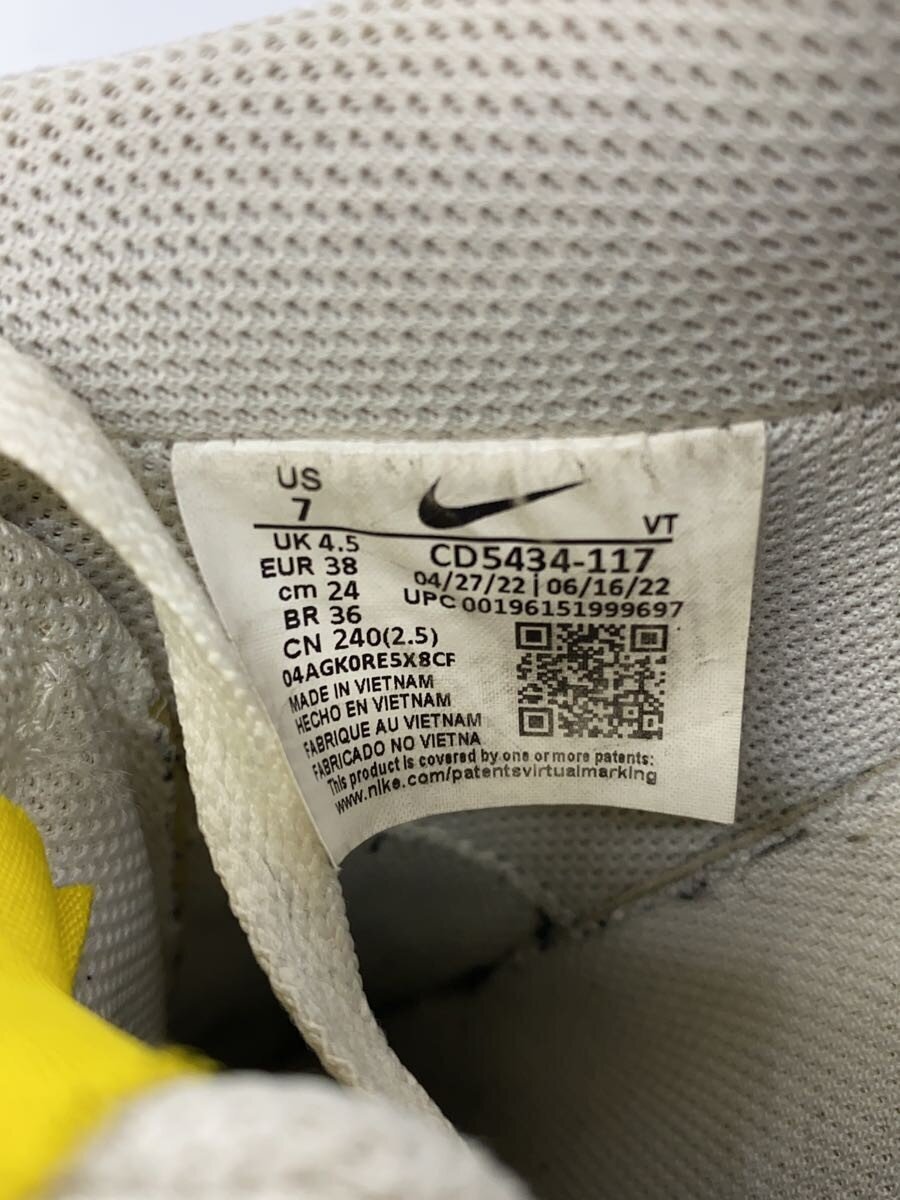 US
7
VT
UK 4.5
EUR 38
cm 24
BR 36
CN 240(2.5)
CD5434-117
04/27/22 | 06/16/22
UPC 00196151999697
04AGK0RE5X8CF
MADE IN VIETNAM
HECHO EN VIETNAM
FABRIQUE AU VIETNAM
FABRICADO NO VIETNA
This product is covered by one or more patents:
www.nike.com/patentsvirtualmarking